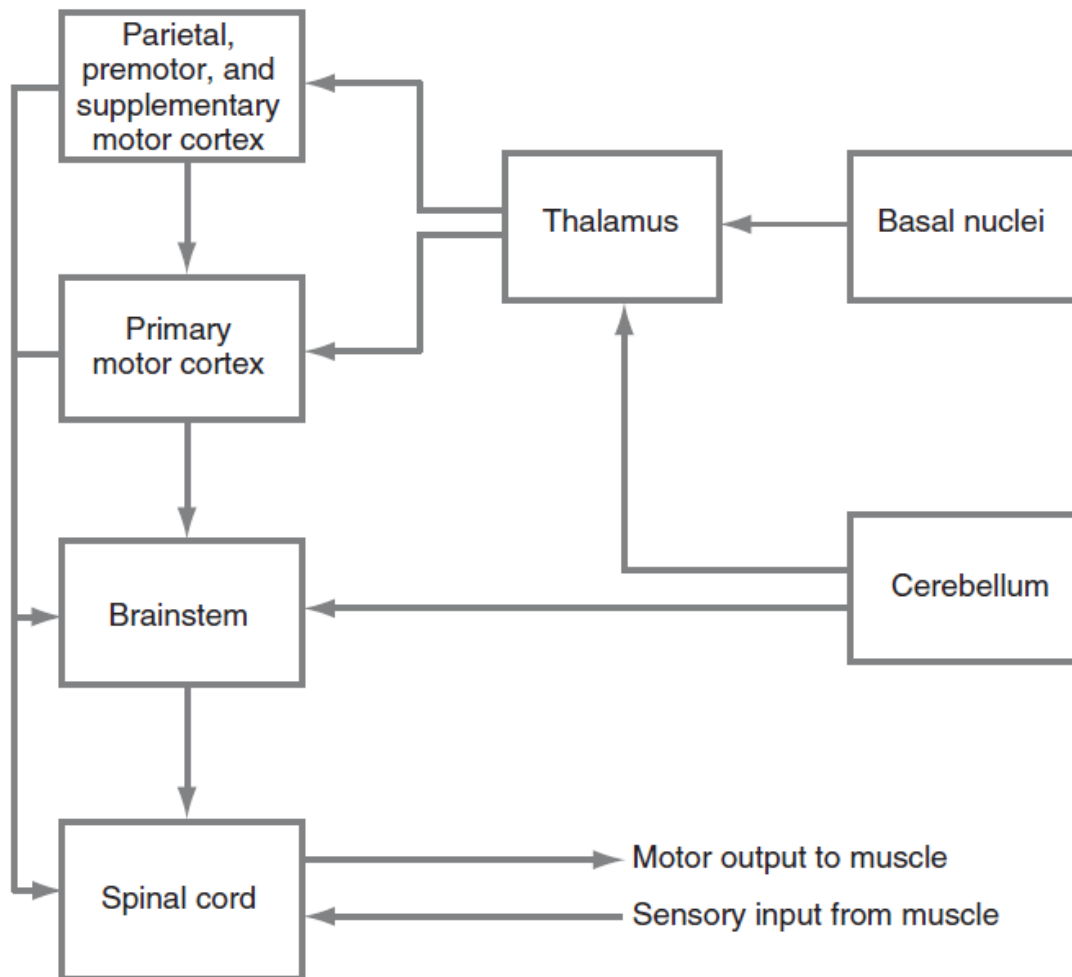 Parietal,
premotor, and
supplementary
motor cortex
Thalamus
Basal nuclei
Primary
motor cortex
Brainstem
Cerebellum
Spinal cord
Motor output to muscle
Sensory input from muscle